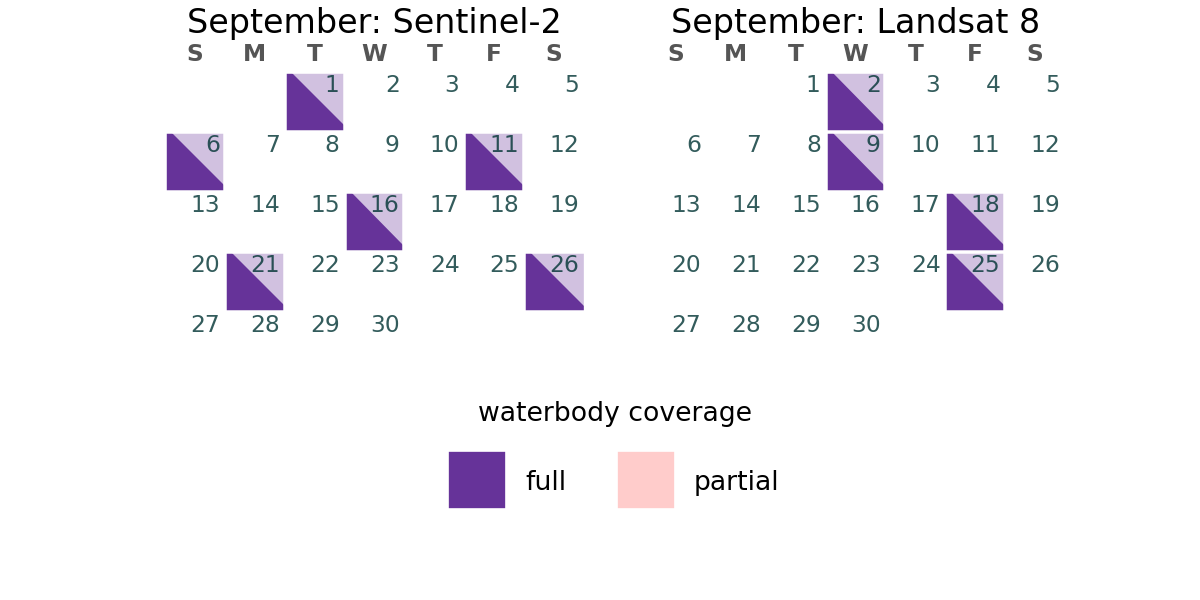 September: Sentinel-2
S M T W T F S
1 2 3 4 5
6 7 8 9 10 11 12
13 14 15 16 17 18 19
20 21 22 23 24 25 26
27 28 29 30
September: Landsat 8
S M T W T F S
1 2 3 4 5
6 7 8 9 10 11 12
13 14 15 16 17 18 19
20 21 22 23 24 25 26
27 28 29 30
waterbody coverage
full partial